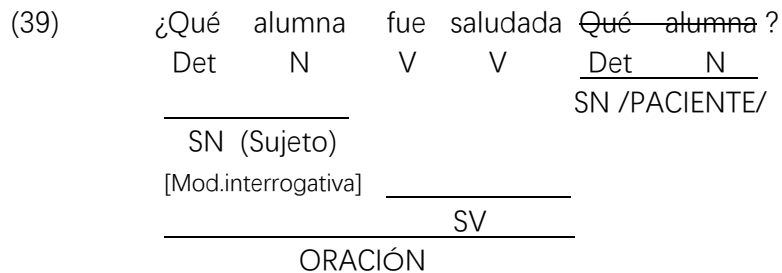 (39) ¿Qué alumna fue saludada Qué alumna ?
Det N V V Det N
SN /PACIENTE/
SN (Sujeto)
[Mod.interrogativa]
SV
ORACIÓN